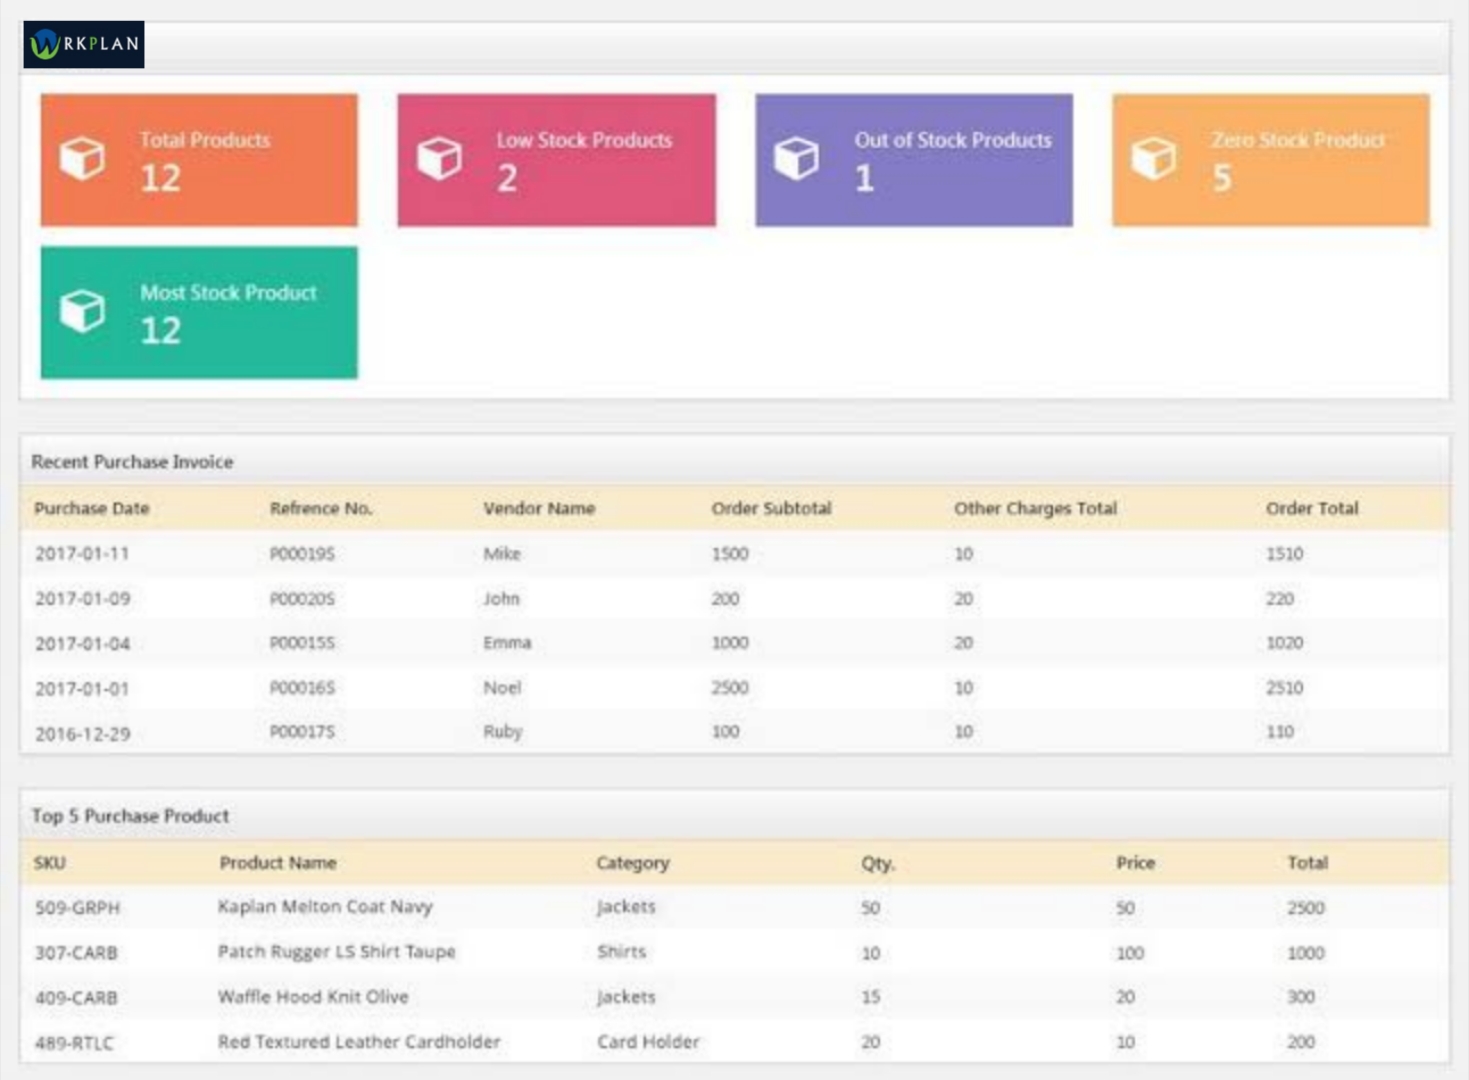 WRKPLAN
Total Products
12
Low Stock Products
2
Out of Stock Products
1
Zero Stock Product
5
Most Stock Product
12
Recent Purchase Invoice
Purchase Date Refrence No. Vendor Name Order Subtotal Other Charges Total Order Total
2017-01-11 P00019S Mike 1500 10 1510
2017-01-09 P00020S John 200 20 220
2017-01-04 P00015S Emma 1000 20 1020
2017-01-01 P00016S Noel 2500 10 2510
2016-12-29 P00017S Ruby 100 10 110
Top 5 Purchase Product
SKU Product Name Category Qty. Price Total
509-GRPH Kaplan Melton Coat Navy Jackets 50 50 2500
307-CARB Patch Rugger LS Shirt Taupe Shirts 10 100 1000
409-CARB Waffle Hood Knit Olive Jackets 15 20 300
489-RTLC Red Textured Leather Cardholder Card Holder 20 10 200